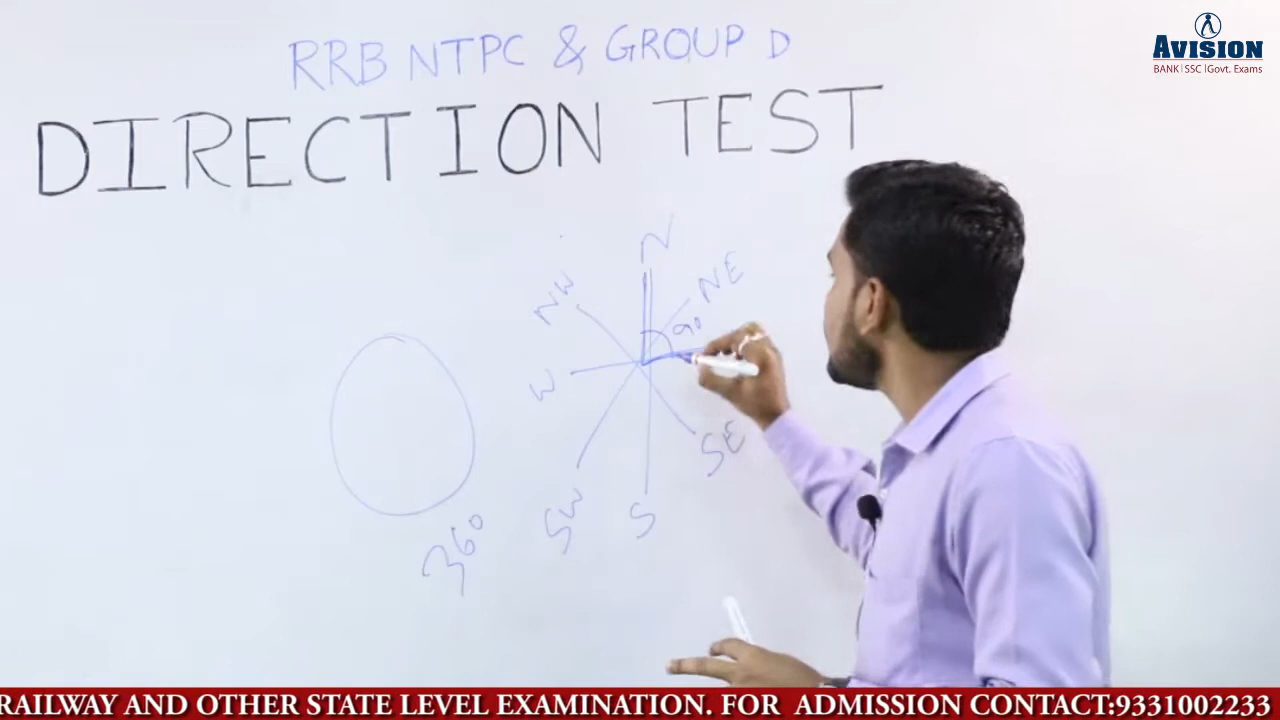 RRB NTPC & GROUP D
DIRECTION TEST
AVISION
BANK|SSC|Govt. Exams
N
NW
NE
90
W
SE
SW
S
360
RAILWAY AND OTHER STATE LEVEL EXAMINATION. FOR ADMISSION CONTACT:9331002233